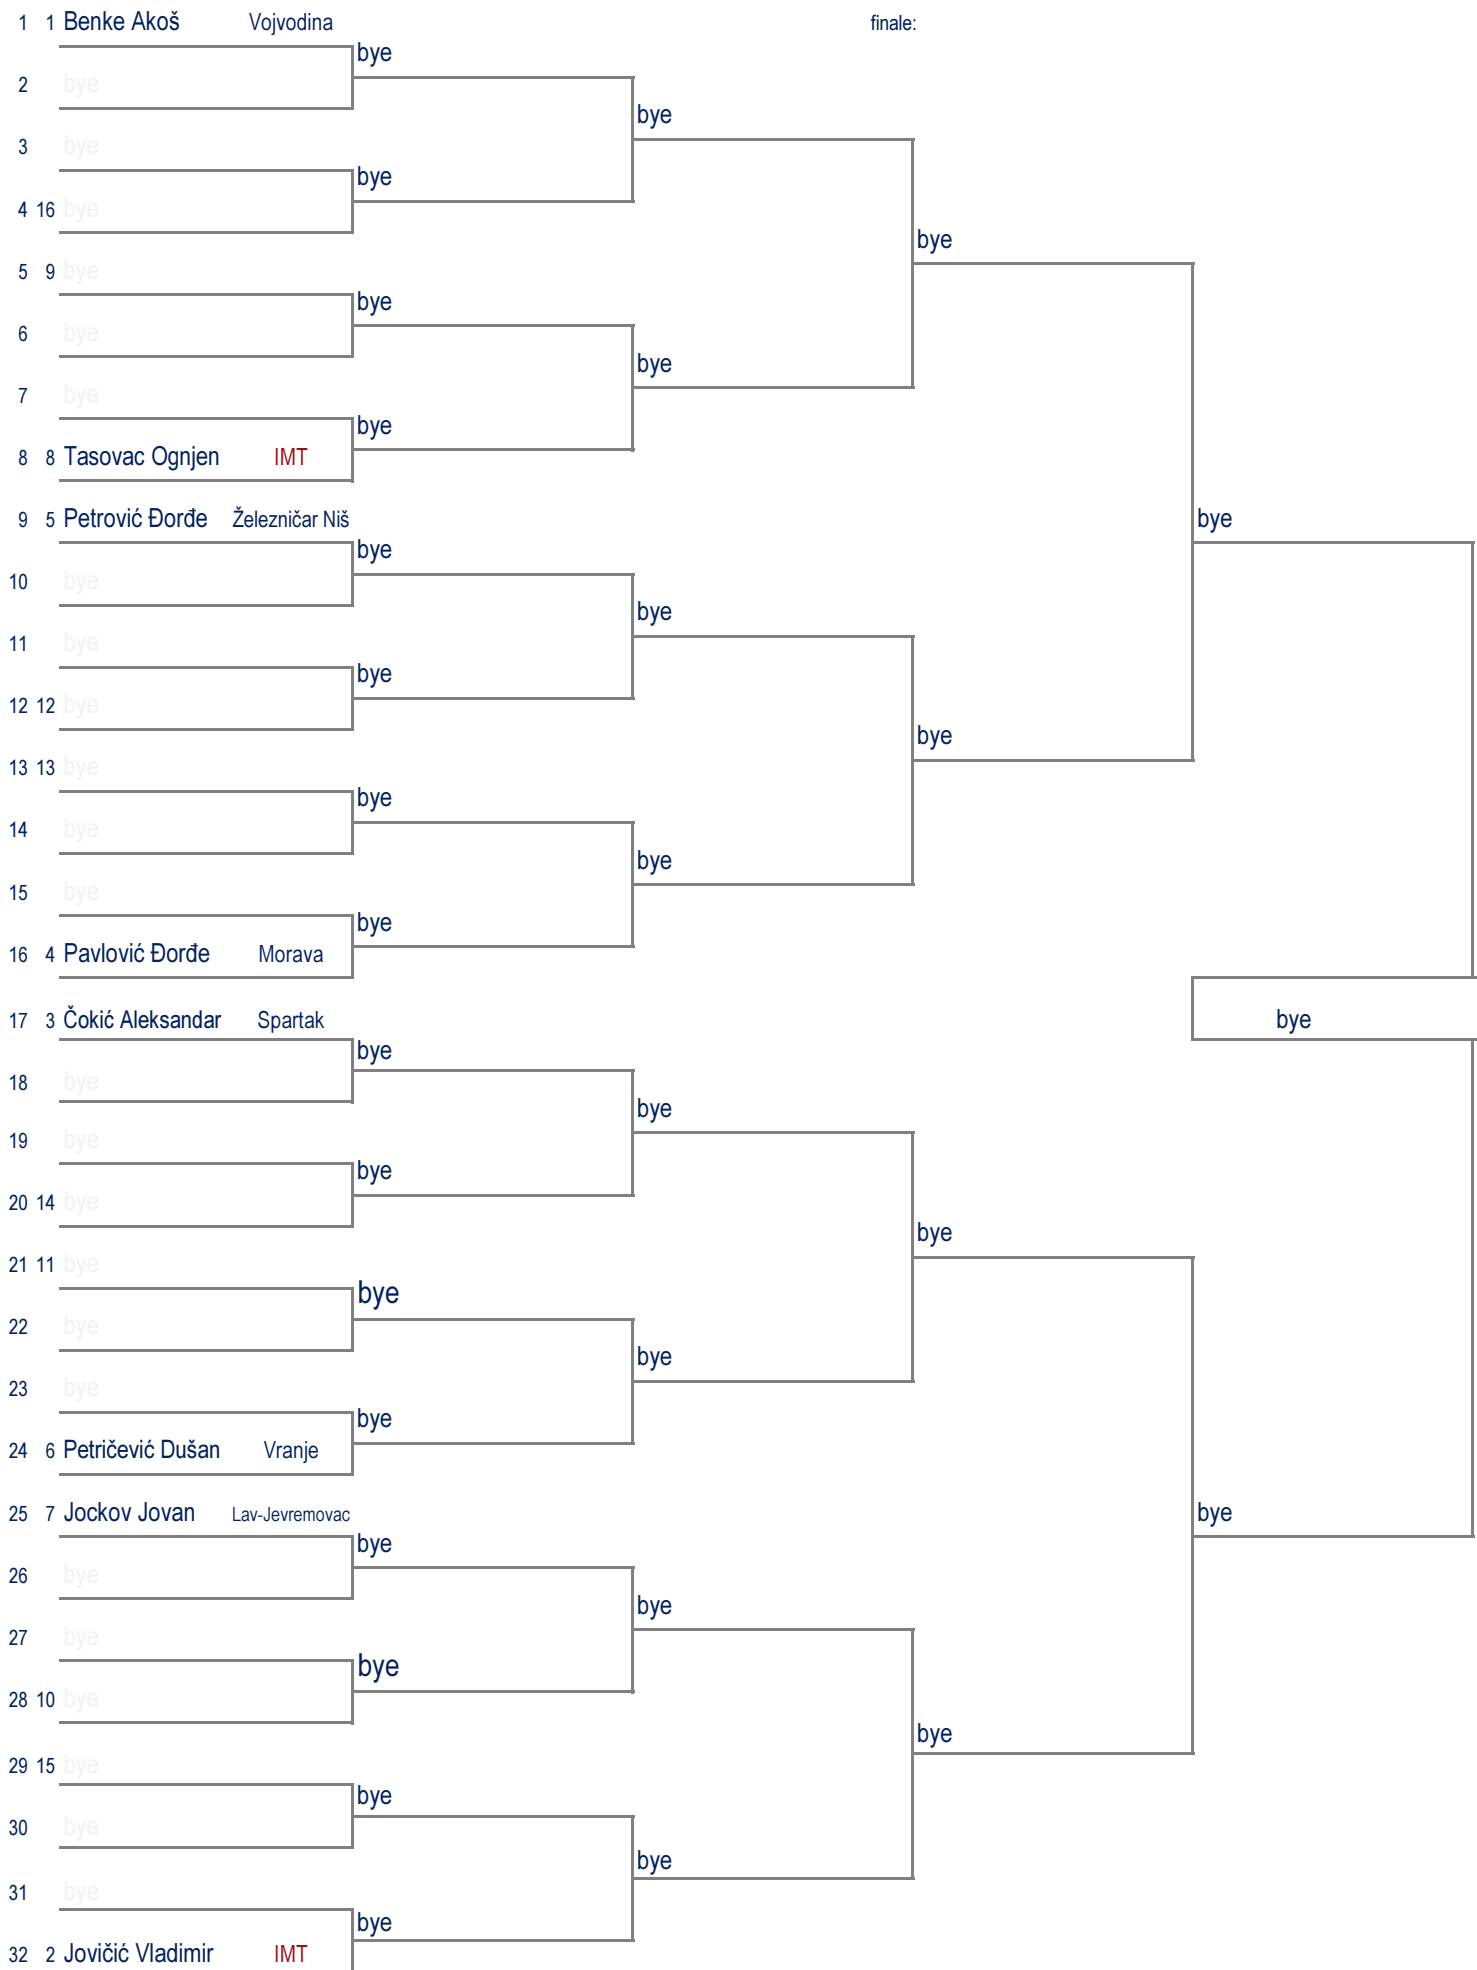 1 1 Benke Akoš Vojvodina finale:
bye
2 bye
bye
3 bye
bye
4 16 bye
bye
5 9 bye
bye
6 bye
bye
7 bye
bye
8 8 Tasovac Ognjen IMT
9 5 Petrović Đorđe Železničar Niš bye
bye
10 bye
bye
11 bye
bye
12 12 bye
bye
13 13 bye
bye
14 bye
bye
15 bye
bye
16 4 Pavlović Đorđe Morava
17 3 Čokić Aleksandar Spartak bye
bye
18 bye
bye
19 bye
bye
20 14 bye
bye
21 11 bye
bye
22 bye
bye
23 bye
bye
24 6 Petričević Dušan Vranje
25 7 Jockov Jovan Lav-Jevremovac bye
bye
26 bye
bye
27 bye
bye
28 10 bye
bye
29 15 bye
bye
30 bye
bye
31 bye
bye
32 2 Jovičić Vladimir IMT